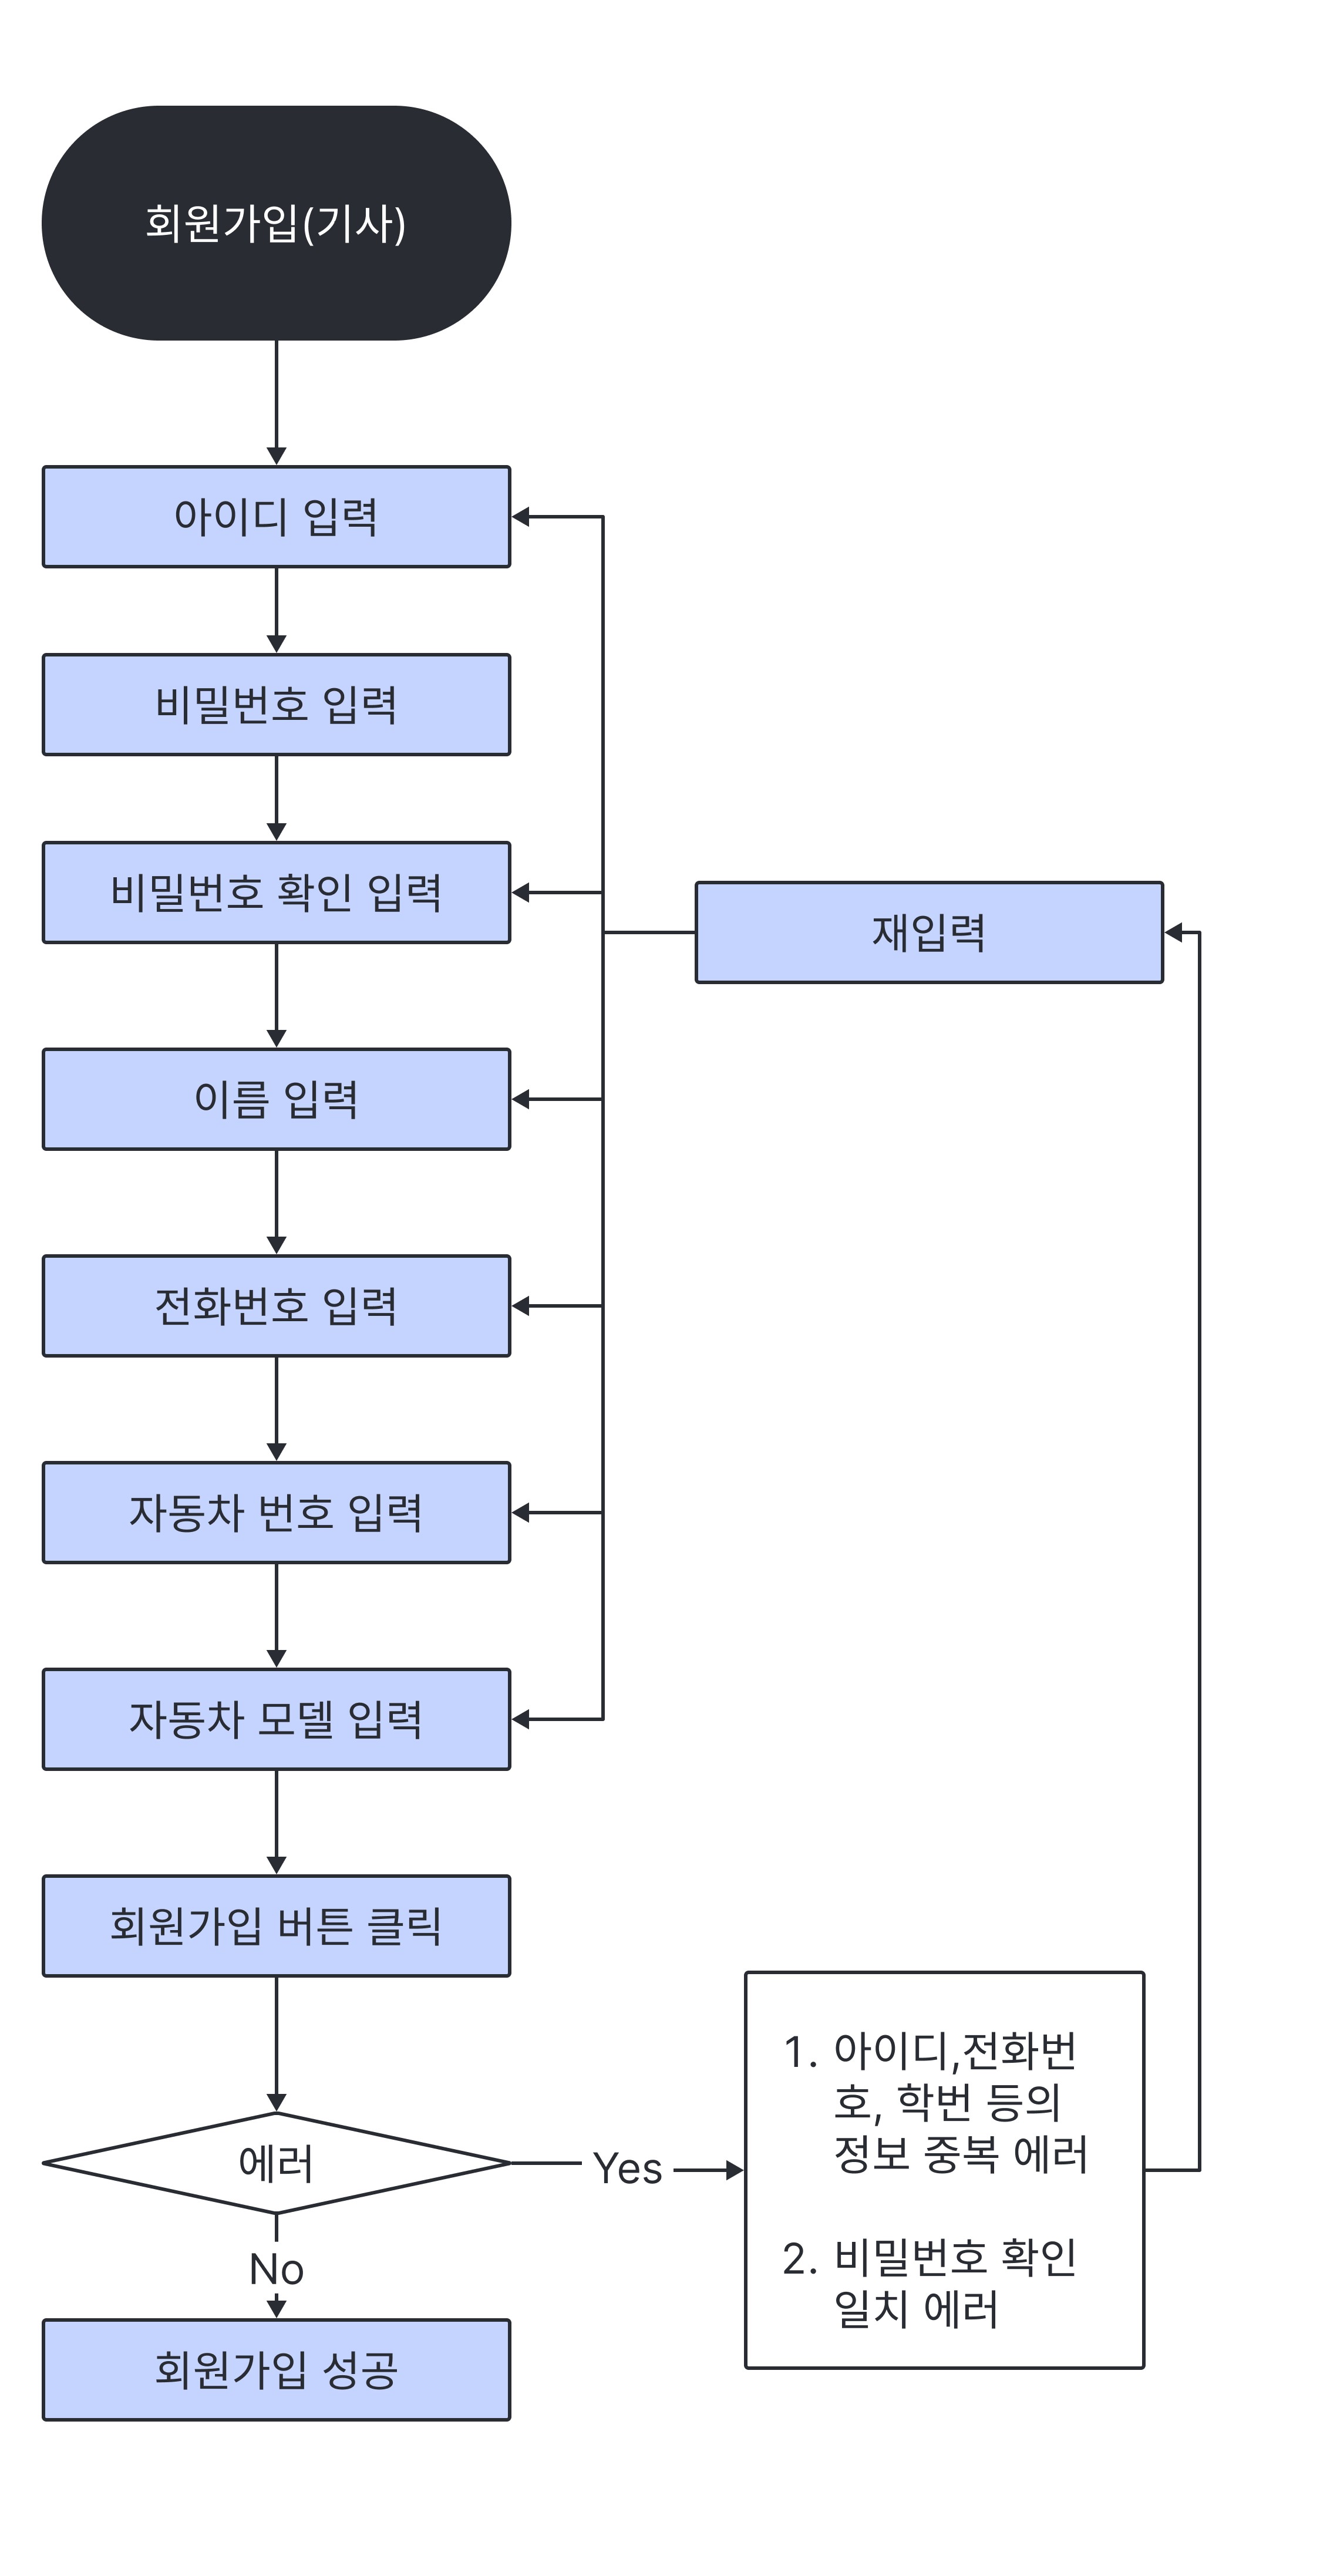 회원가입(기사)
아이디 입력
비밀번호 입력
비밀번호 확인 입력
재입력
이름 입력
전화번호 입력
자동차 번호 입력
자동차 모델 입력
회원가입 버튼 클릭
에러
Yes
1. 아이디,전화번
호, 학번 등의
정보 중복 에러
2. 비밀번호 확인
일치 에러
No
회원가입 성공